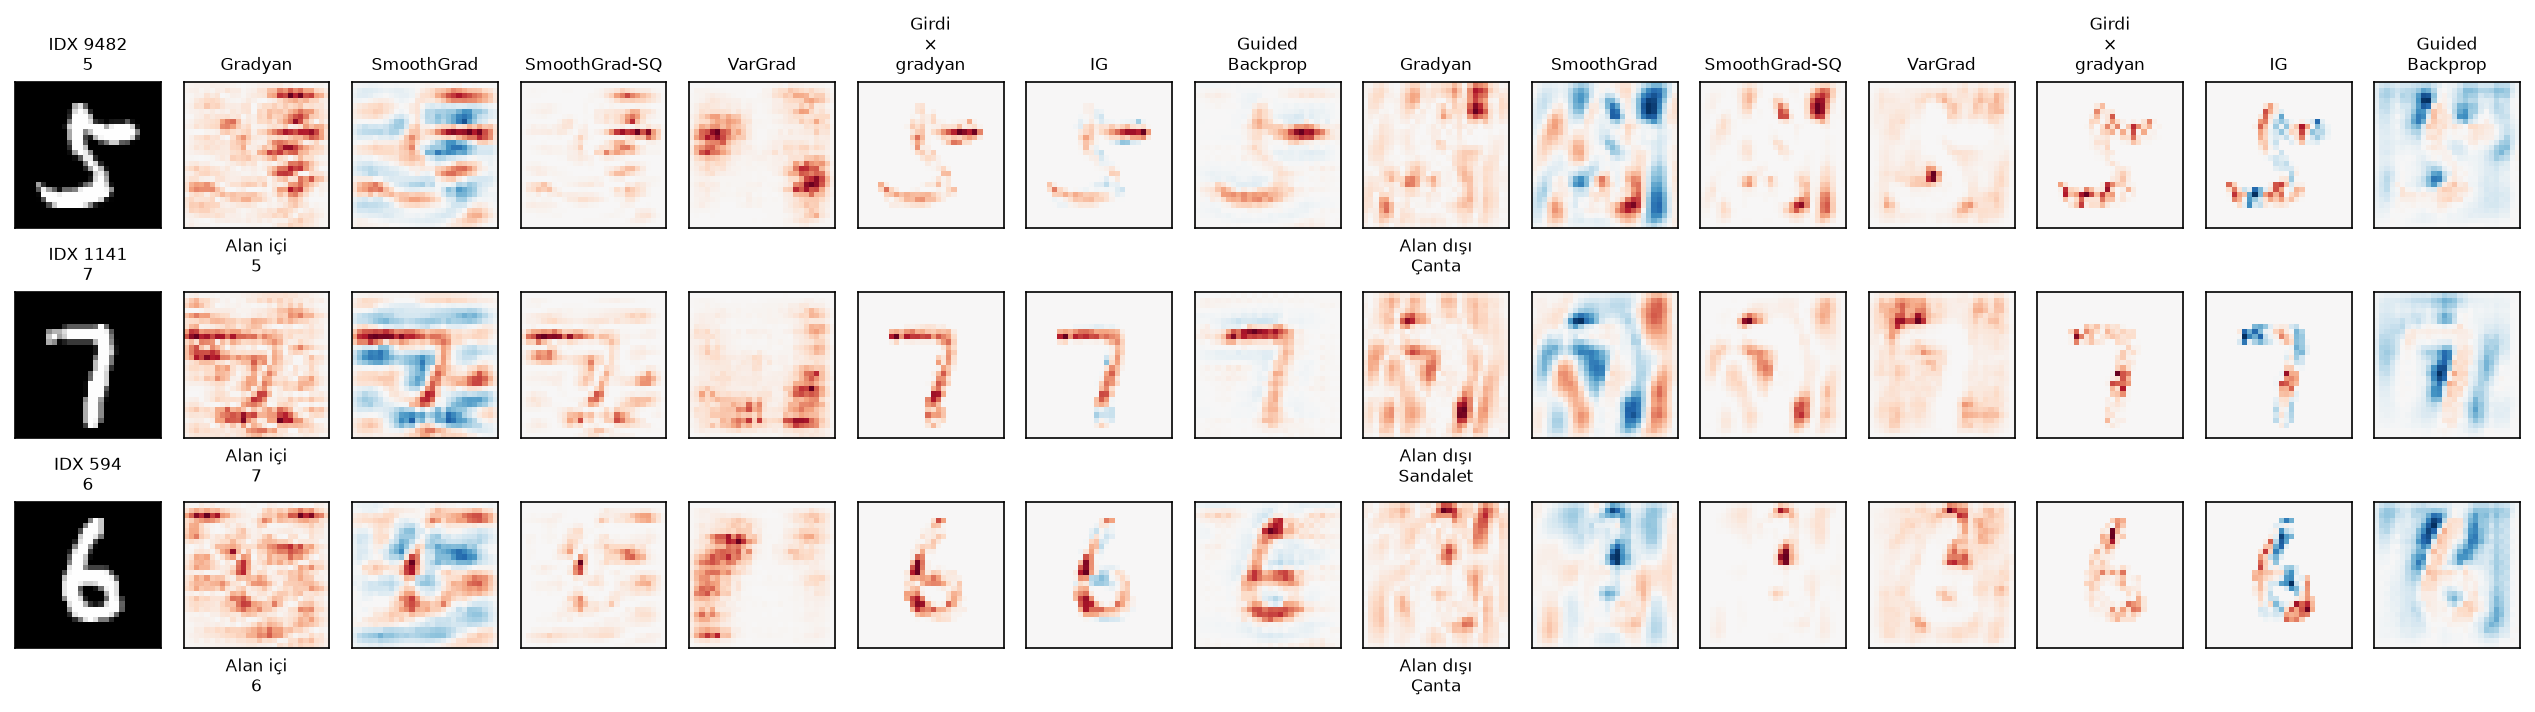 IDX 9482
5
Gradyan
SmoothGrad
SmoothGrad-SQ
VarGrad
Girdi
×
gradyan
IG
Guided
Backprop
Gradyan
SmoothGrad
SmoothGrad-SQ
VarGrad
Girdi
×
gradyan
IG
Guided
Backprop
Alan içi
5
Alan dışı
Çanta
IDX 1141
7
Alan içi
7
Alan dışı
Sandalet
IDX 594
6
Alan içi
6
Alan dışı
Çanta